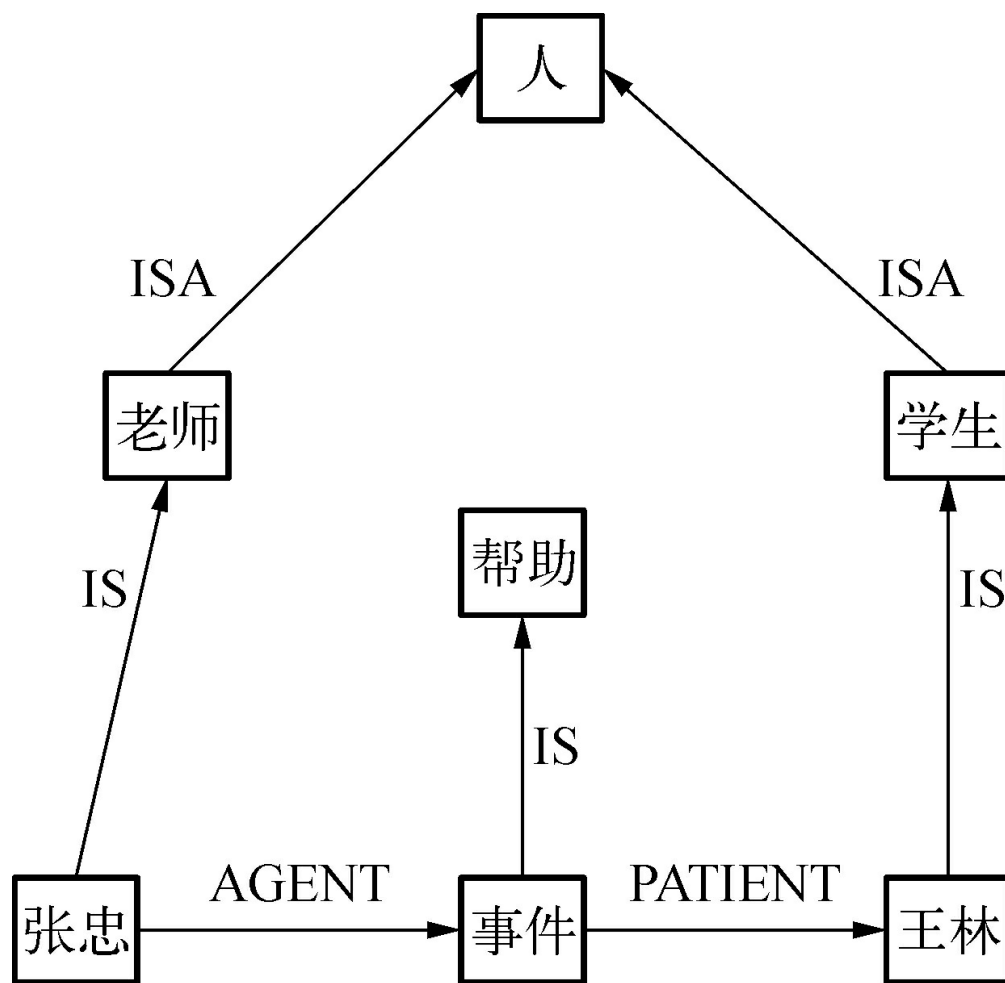 人
ISA
ISA
老师
学生
帮助
IS
IS
IS
AGENT
PATIENT
张忠
事件
王林